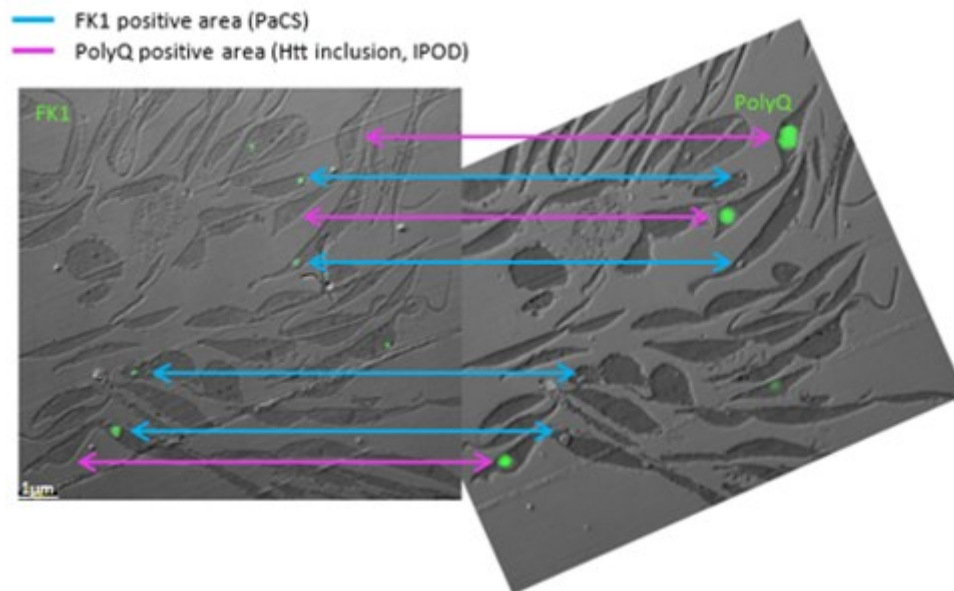 FK1 positive area (PaCS)
PolyQ positive area (Htt inclusion, IPOD)
FK1
PolyQ
1μm